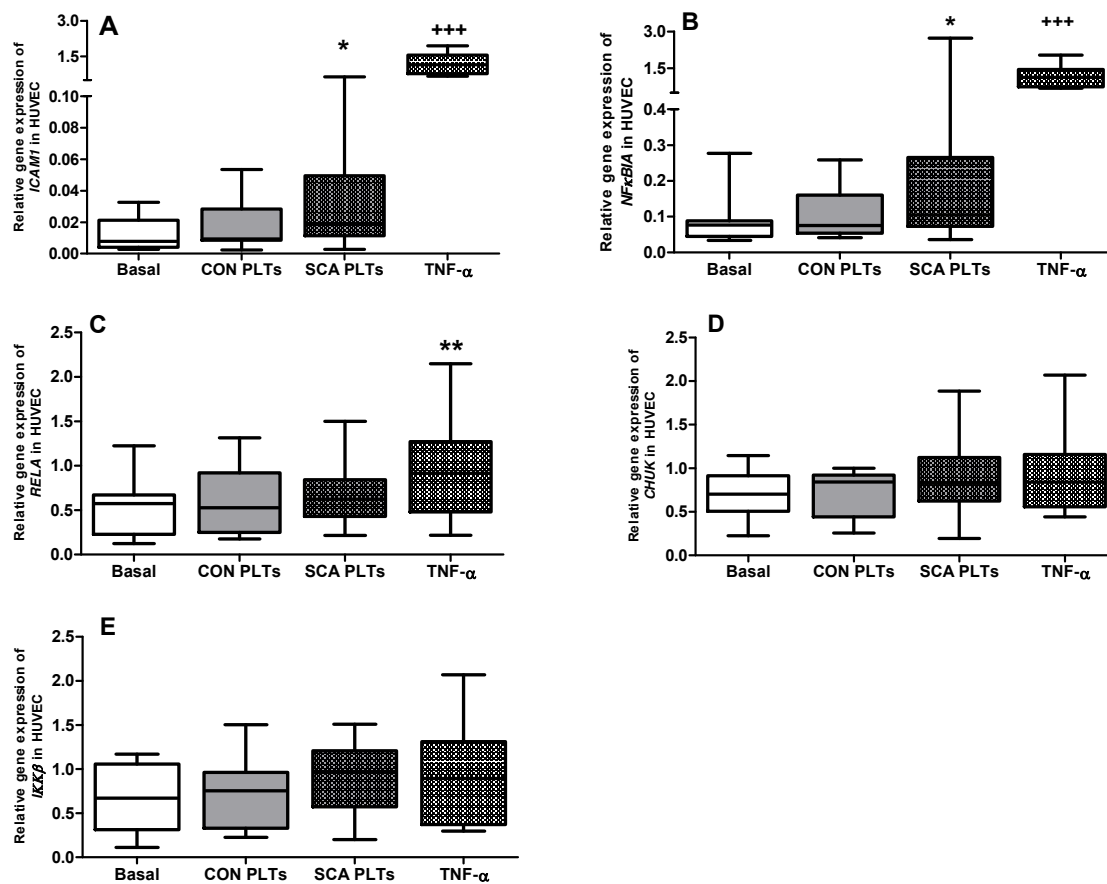 A
Relative gene expression of
ICAM1 in HUVEC
3.0
1.5
0.10
0.08
0.06
0.04
0.02
0.00
*
+++
Basal
CON PLTs
SCA PLTs
TNF-α
B
Relative gene expression of
NFκBIA in HUVEC
3.0
1.5
0.4
0.3
0.2
0.1
0.0
*
+++
Basal
CON PLTs
SCA PLTs
TNF-α
C
Relative gene expression of
RELA in HUVEC
2.5
2.0
1.5
1.0
0.5
0.0
**
Basal
CON PLTs
SCA PLTs
TNF-α
D
Relative gene expression of
CHUK in HUVEC
2.5
2.0
1.5
1.0
0.5
0.0
Basal
CON PLTs
SCA PLTs
TNF-α
E
Relative gene expression of
IKKβ in HUVEC
2.5
2.0
1.5
1.0
0.5
0.0
Basal
CON PLTs
SCA PLTs
TNF-α